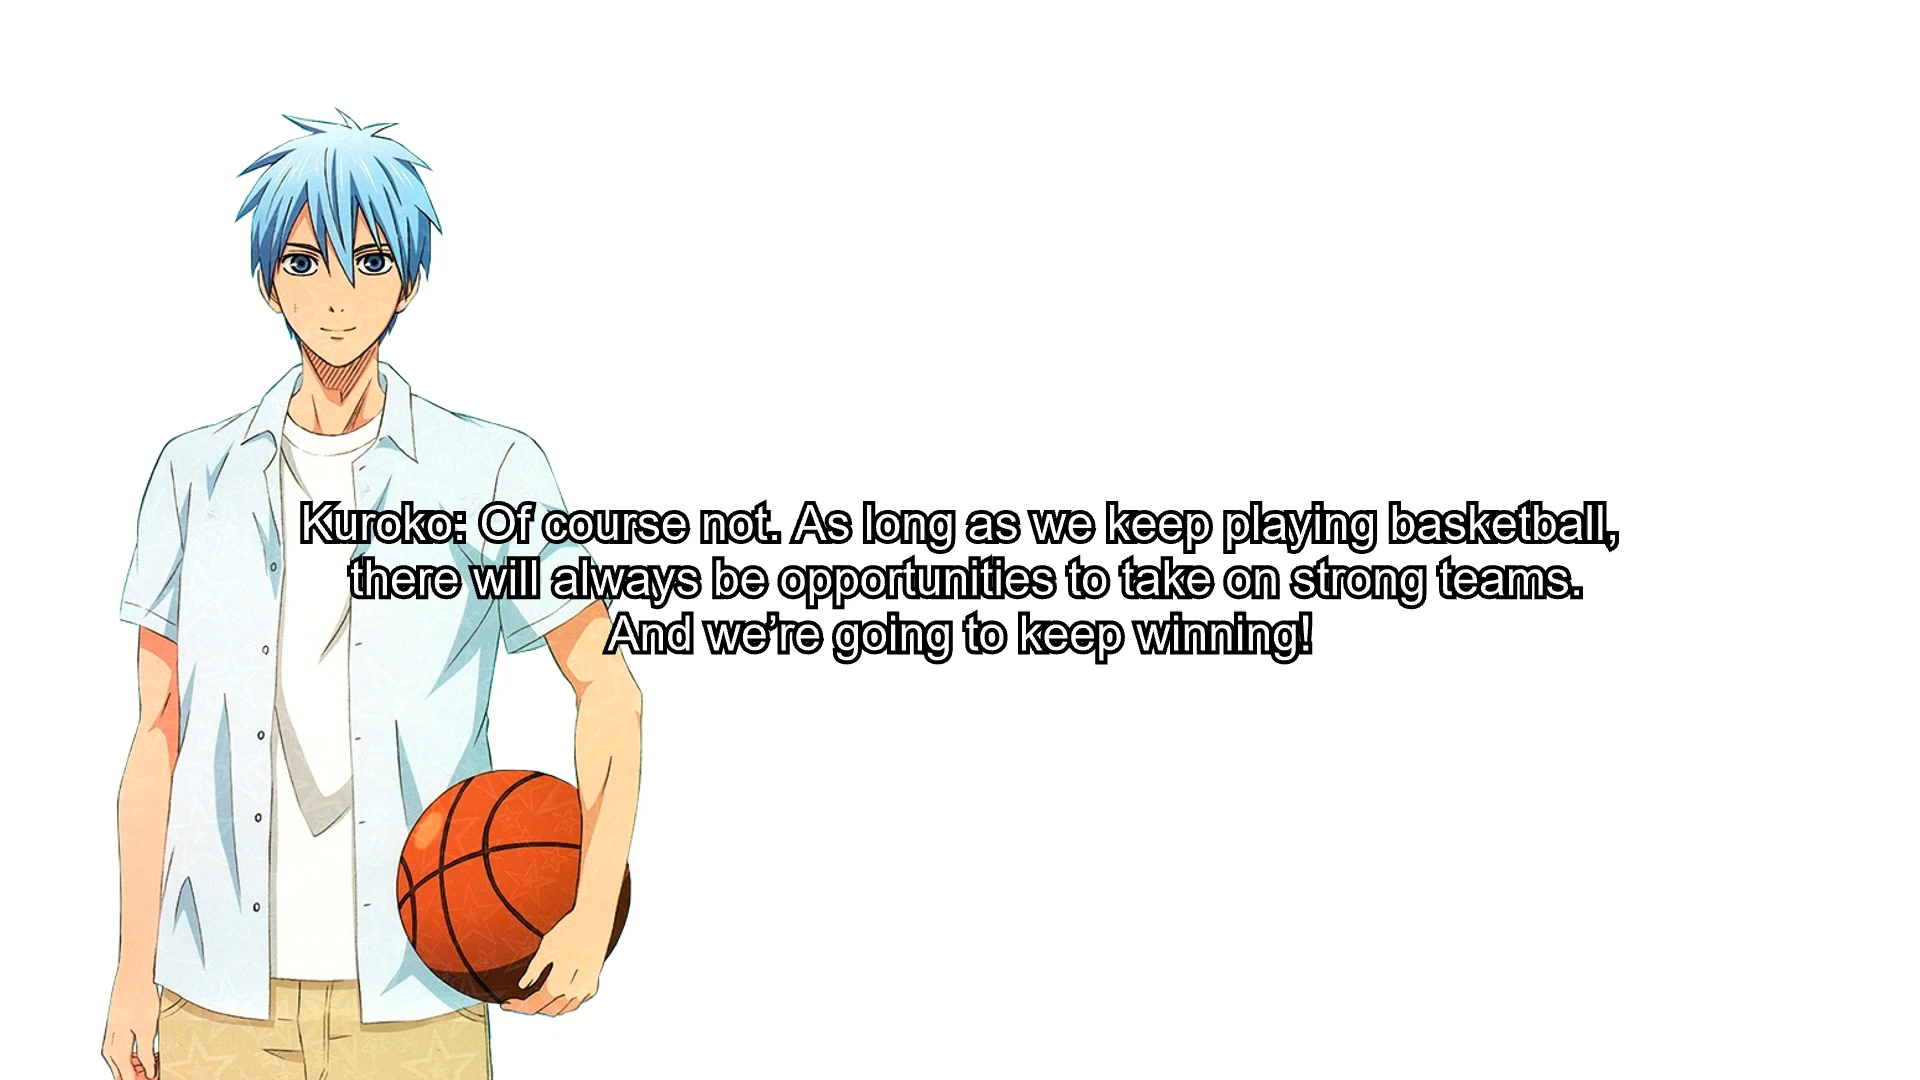 Kuroko: Of course not. As long as we keep playing basketball,
there will always be opportunities to take on strong teams.
And we’re going to keep winning!